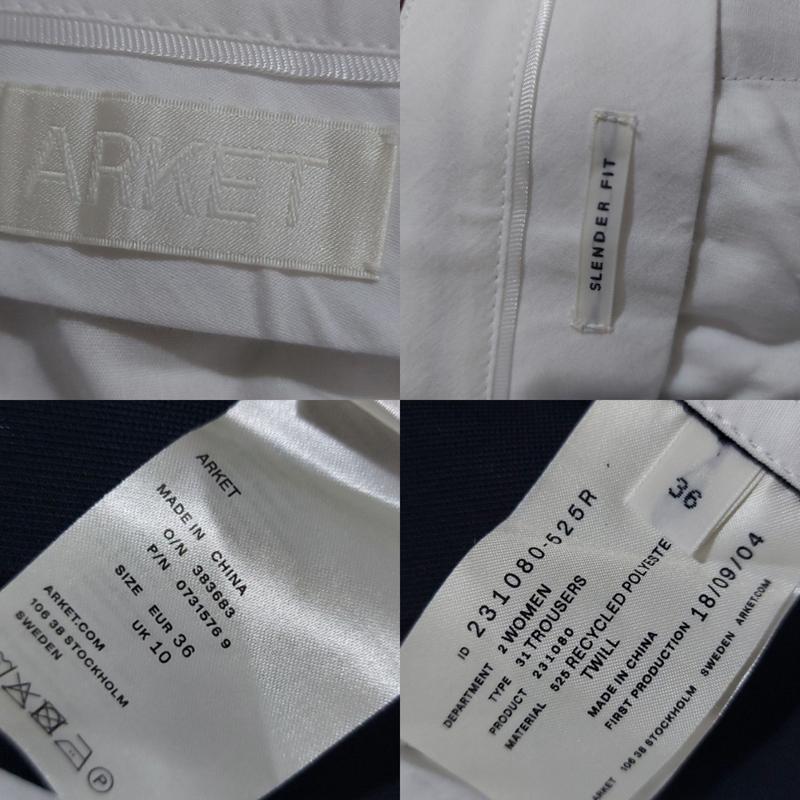 ARKET
SLENDER FIT
ARKET
MADE IN CHINA
O/N 383683
P/N 0731576 9
SIZE EUR 36
UK 10
ARKET.COM
106 38 STOCKHOLM
SWEDEN
P
36
ID 231080-525R
DEPARTMENT 2 WOMEN
TYPE 31 TROUSERS
PRODUCT 231080
MATERIAL 525 RECYCLED POLYESTE
TWILL
MADE IN CHINA
FIRST PRODUCTION 18/09/04
ARKET 106 38 STOCKHOLM SWEDEN ARKET.COM